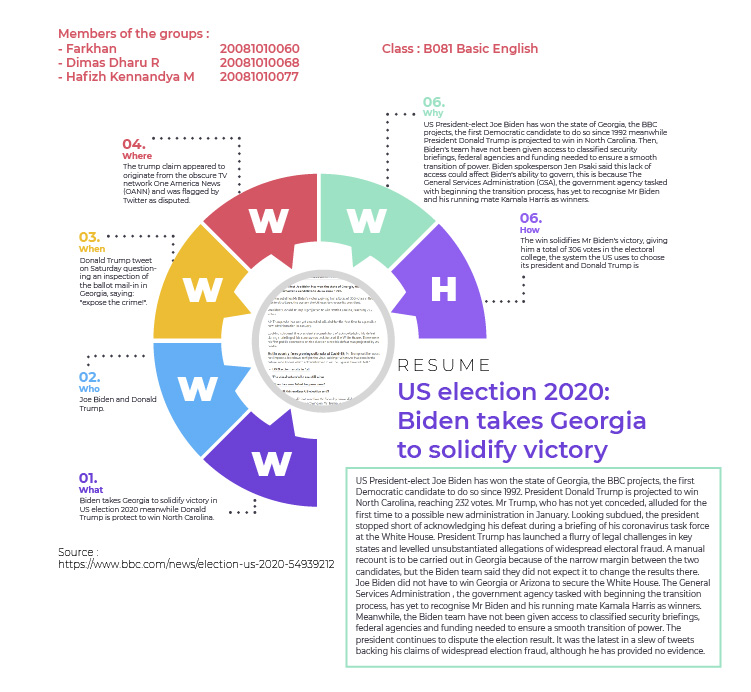 Members of the groups :
- Farkhan 20081010060
- Dimas Dharu R 20081010068
- Hafizh Kennandya M 20081010077
Class : B081 Basic English
06.
Why
US President-elect Joe Biden has won the state of Georgia, the BBC
projects, the first Democratic candidate to do so since 1992 meanwhile
President Donald Trump is projected to win in North Carolina. Then,
Biden's team have not been given access to classified security
briefings, federal agencies and funding needed to ensure a smooth
transition of power. Biden spokesperson Jen Psaki said this lack of
access could affect Biden's ability to govern, this is because The
General Services Administration (GSA), the government agency tasked
with beginning the transition process, has yet to recognise Mr Biden
and his running mate Kamala Harris as winners.
04.
Where
The trump claim appeared to
originate from the obscure TV
network One America News
(OANN) and was flagged by
Twitter as disputed.
06.
How
The win solidifies Mr Biden's victory, giving
him a total of 306 votes in the electoral
college, the system the US uses to choose
its president and Donald Trump is
03.
When
Donald Trump tweet
on Saturday question-
ing an inspection of
the ballot mail-in in
Georgia, saying:
"expose the crime!".
W
W
W
H
W
W
02.
Who
Joe Biden and Donald
Trump.
01.
What
Biden takes Georgia to solidify victory in
US election 2020 meanwhile Donald
Trump is protect to win North Carolina.
RESUME
US election 2020:
Biden takes Georgia
to solidify victory
US President-elect Joe Biden has won the state of Georgia, the BBC projects, the first
Democratic candidate to do so since 1992. President Donald Trump is projected to win
North Carolina, reaching 232 votes. Mr Trump, who has not yet conceded, alluded for the
first time to a possible new administration in January. Looking subdued, the president
stopped short of acknowledging his defeat during a briefing of his coronavirus task force
at the White House. President Trump has launched a flurry of legal challenges in key
states and levelled unsubstantiated allegations of widespread electoral fraud. A manual
recount is to be carried out in Georgia because of the narrow margin between the two
candidates, but the Biden team said they did not expect it to change the results there.
Joe Biden did not have to win Georgia or Arizona to secure the White House. The General
Services Administration , the government agency tasked with beginning the transition
process, has yet to recognise Mr Biden and his running mate Kamala Harris as winners.
Meanwhile, the Biden team have not been given access to classified security briefings,
federal agencies and funding needed to ensure a smooth transition of power. The
president continues to dispute the election result. It was the latest in a slew of tweets
backing his claims of widespread election fraud, although he has provided no evidence.
Source :
https://www.bbc.com/news/election-us-2020-54939212